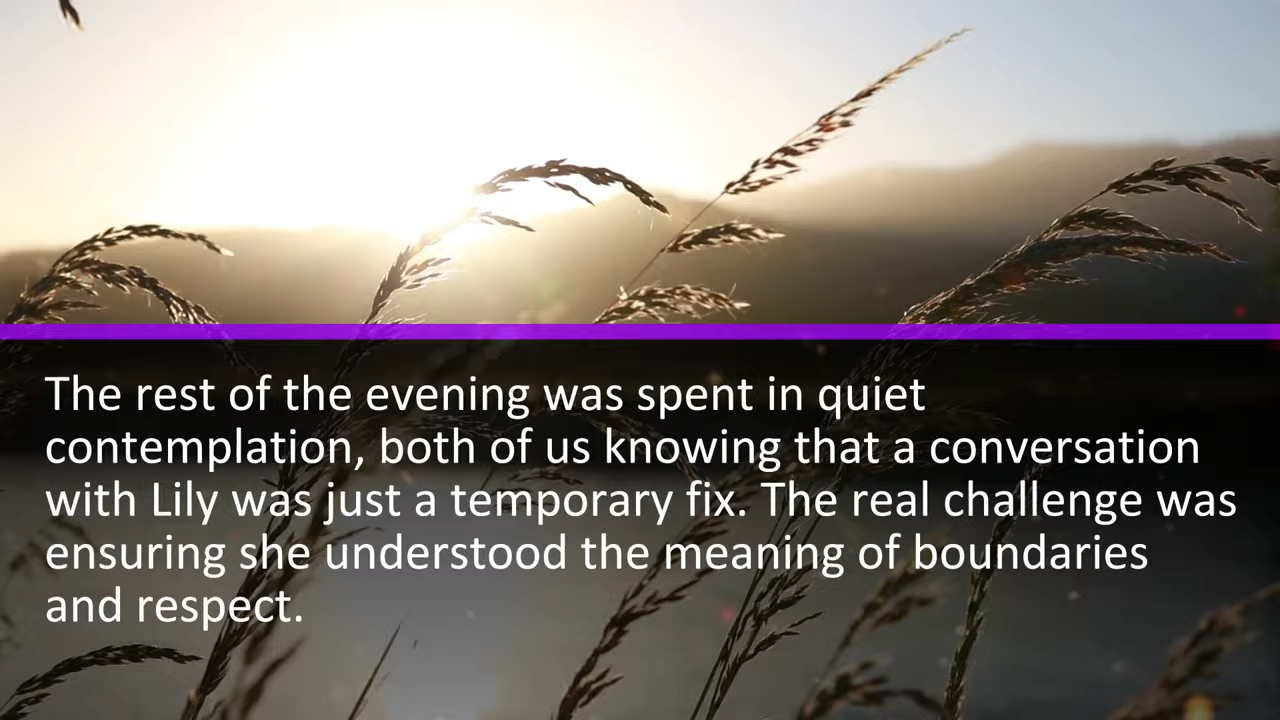 The rest of the evening was spent in quiet
contemplation, both of us knowing that a conversation
with Lily was just a temporary fix. The real challenge was
ensuring she understood the meaning of boundaries
and respect.